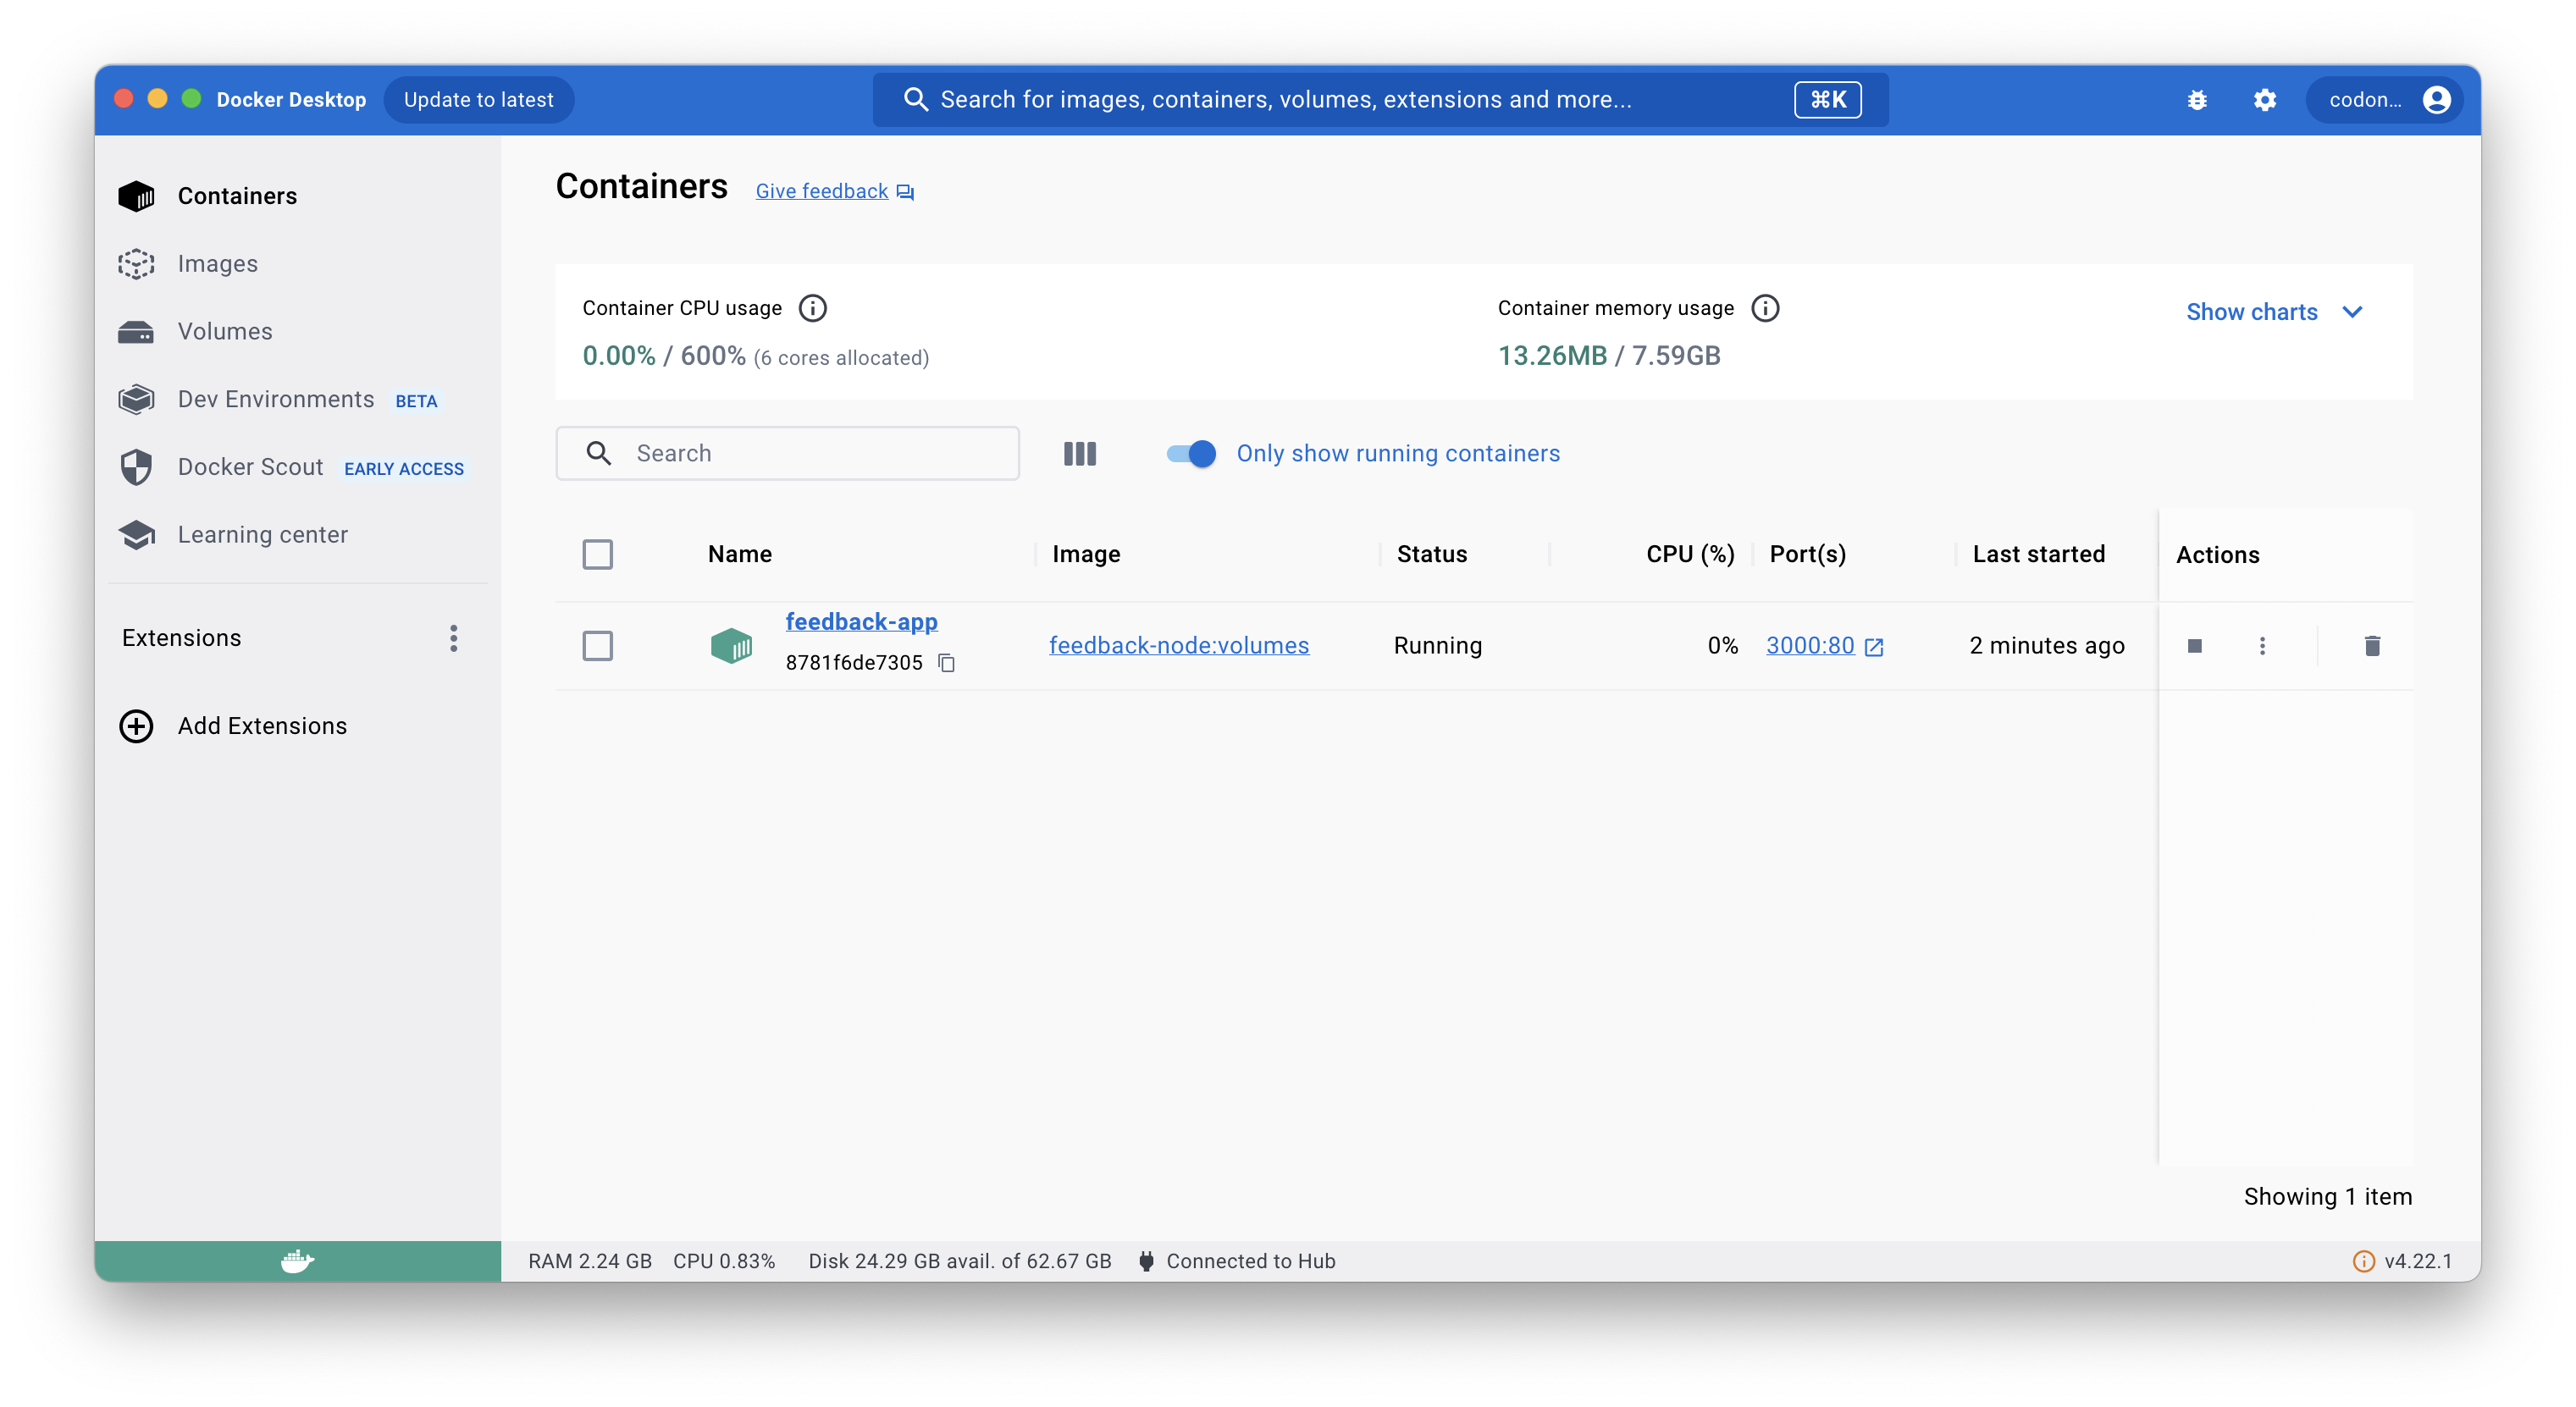 Docker Desktop
Update to latest
Search for images, containers, volumes, extensions and more...
⌘K
codon...
Containers
Images
Volumes
Dev Environments BETA
Docker Scout EARLY ACCESS
Learning center
Extensions
Add Extensions
Containers Give feedback
Container CPU usage
0.00% / 600% (6 cores allocated)
Container memory usage
13.26MB / 7.59GB
Show charts
Search
Only show running containers
Name Image Status CPU (%) Port(s) Last started Actions
feedback-app
8781f6de7305
feedback-node:volumes Running 0% 3000:80 2 minutes ago
Showing 1 item
RAM 2.24 GB CPU 0.83% Disk 24.29 GB avail. of 62.67 GB Connected to Hub
v4.22.1